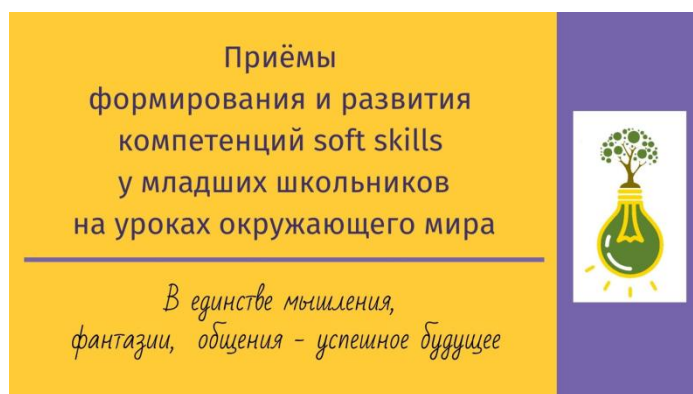 Приёмы
формирования и развития
компетенций soft skills
у младших школьников
на уроках окружающего мира
В единстве мышления,
фантазии, общения - успешное будущее